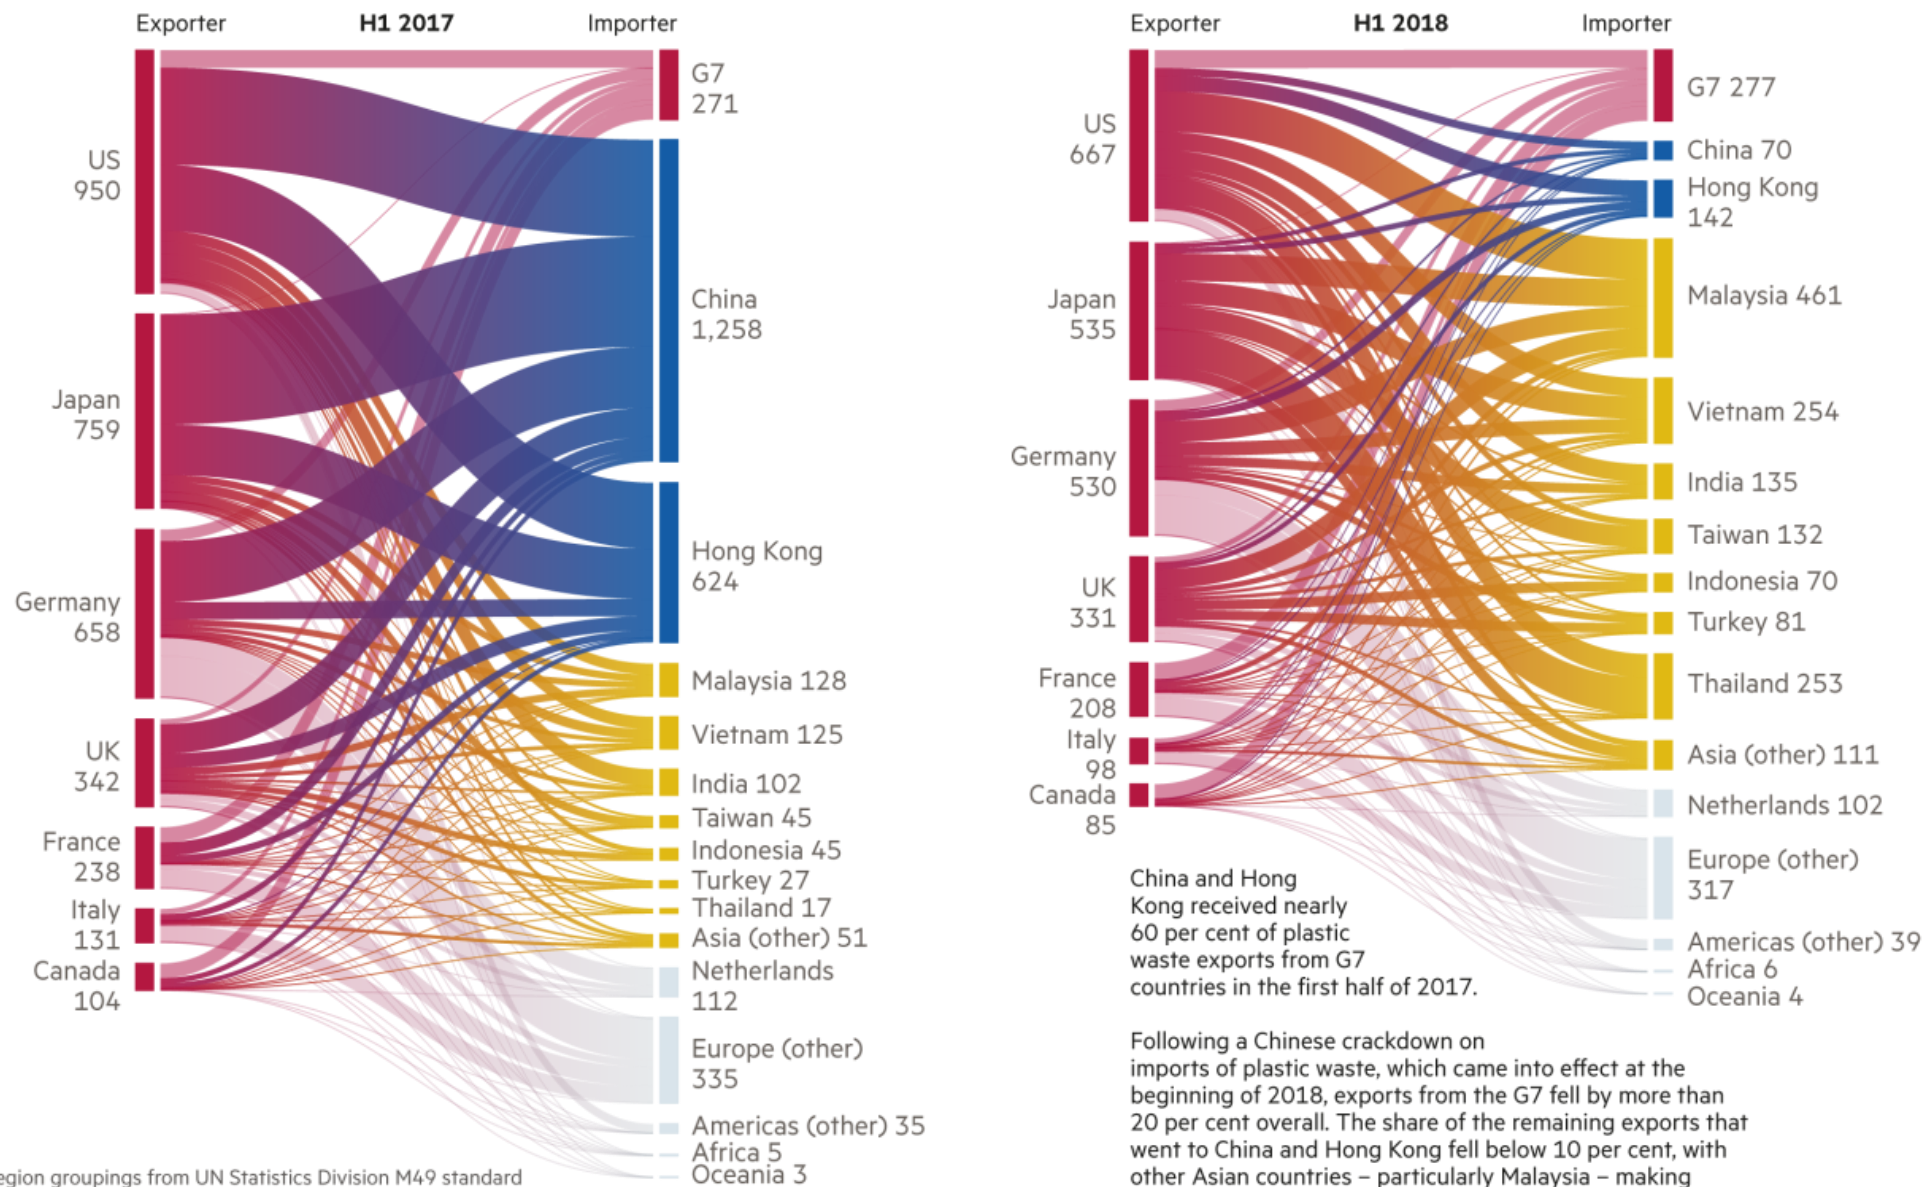 Exporter
H1 2017
Importer
US
950
Japan
759
Germany
658
UK
342
France
238
Italy
131
Canada
104
G7
271
China
1,258
Hong Kong
624
Malaysia 128
Vietnam 125
India 102
Taiwan 45
Indonesia 45
Turkey 27
Thailand 17
Asia (other) 51
Netherlands
112
Europe (other)
335
Americas (other) 35
Africa 5
Oceania 3
egion groupings from UN Statistics Division M49 standard
Exporter
H1 2018
Importer
US
667
Japan
535
Germany
530
UK
331
France
208
Italy
98
Canada
85
G7 277
China 70
Hong Kong
142
Malaysia 461
Vietnam 254
India 135
Taiwan 132
Indonesia 70
Turkey 81
Thailand 253
Asia (other) 111
Netherlands 102
Europe (other)
317
Americas (other) 39
Africa 6
Oceania 4
China and Hong
Kong received nearly
60 per cent of plastic
waste exports from G7
countries in the first half of 2017.
Following a Chinese crackdown on
imports of plastic waste, which came into effect at the
beginning of 2018, exports from the G7 fell by more than
20 per cent overall. The share of the remaining exports that
went to China and Hong Kong fell below 10 per cent, with
other Asian countries – particularly Malaysia – making